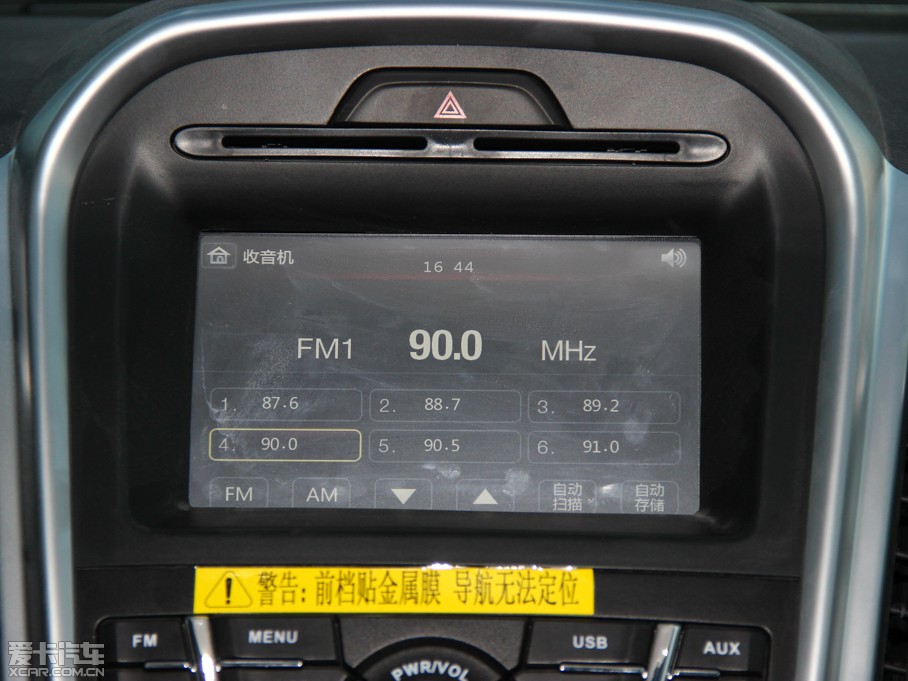 收音机
16 44
FM1 90.0 MHz
1. 87.6
2. 88.7
3. 89.2
4. 90.0
5. 90.5
6. 91.0
FM
AM
自动
扫描
自动
存储
警告:前档贴金属膜 导航无法定位
FM
MENU
PWR/VOL
USB
AUX
爱卡汽车
XCAR.COM.CN